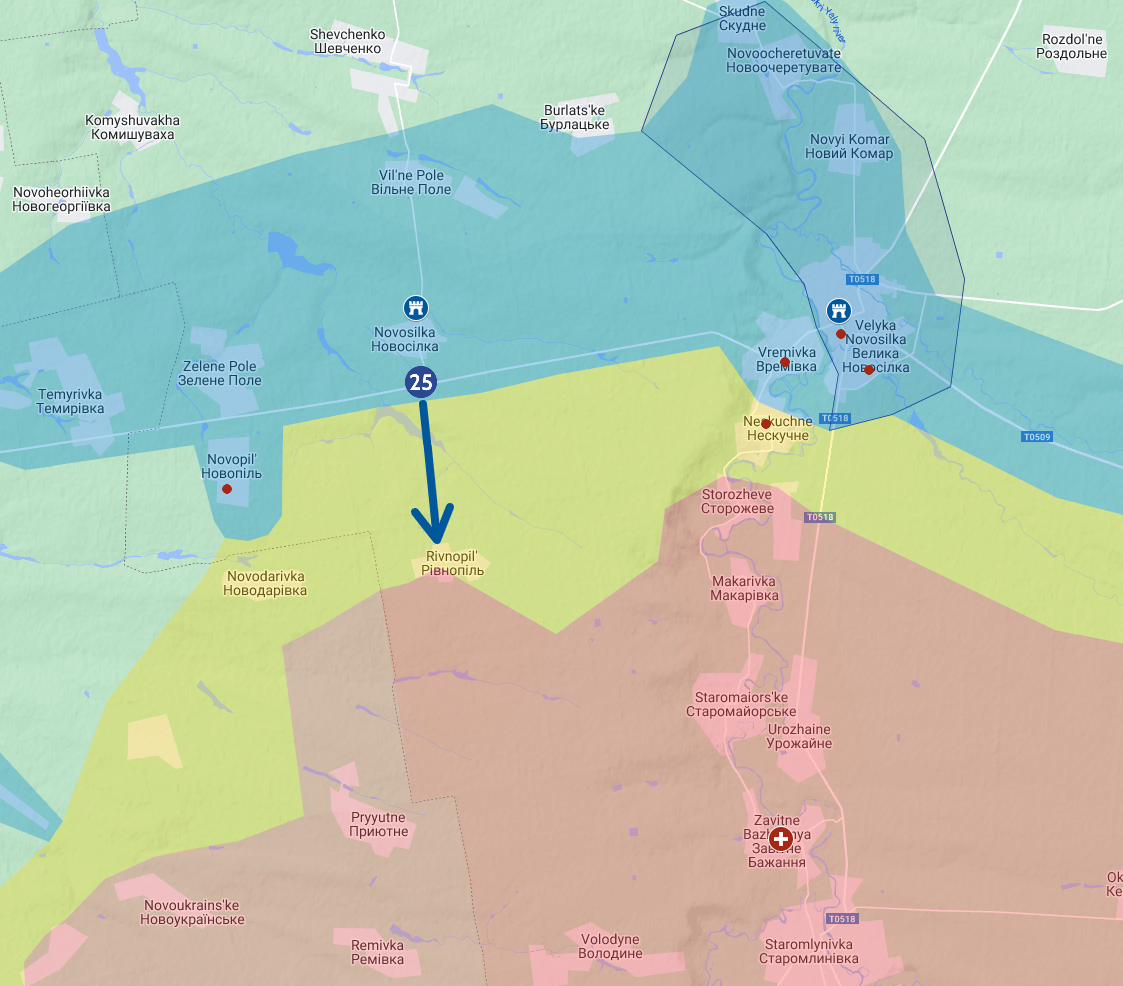 Skudne
Скудне
Yaly river
Shevchenko
Шевченко
Rozdol'ne
Роздольне
Novoocheretuvate
Новоочеретувате
Komyshuvakha
Комишуваха
Burlats'ke
Бурлацьке
Novyi Komar
Новий Комар
Vil'ne Pole
Вільне Поле
Novoheorhiivka
Новогеоргіївка
T0518
Novosilka
Новосілка
Velyka
Novosilka
Велика
Новосілка
Vremivka
Времівка
Zelene Pole
Зелене Поле
25
Temyrivka
Темирівка
T0518
Neskuchne
Нескучне
T0509
Novopil'
Новопіль
Storozheve
Сторожеве
T0518
Rivnopil'
Рівнопіль
Novodarivka
Новодарівка
Makarivka
Макарівка
Staromaiors'ke
Старомайорське
Urozhaine
Урожайне
Pryyutne
Приютне
Zavitne
Bazhannya
Завітне
Бажання
Novoukrains'ke
Новоукраїнське
Ok
Ке
T0518
Remivka
Ремівка
Volodyne
Володине
Staromlynivka
Старомлинівка